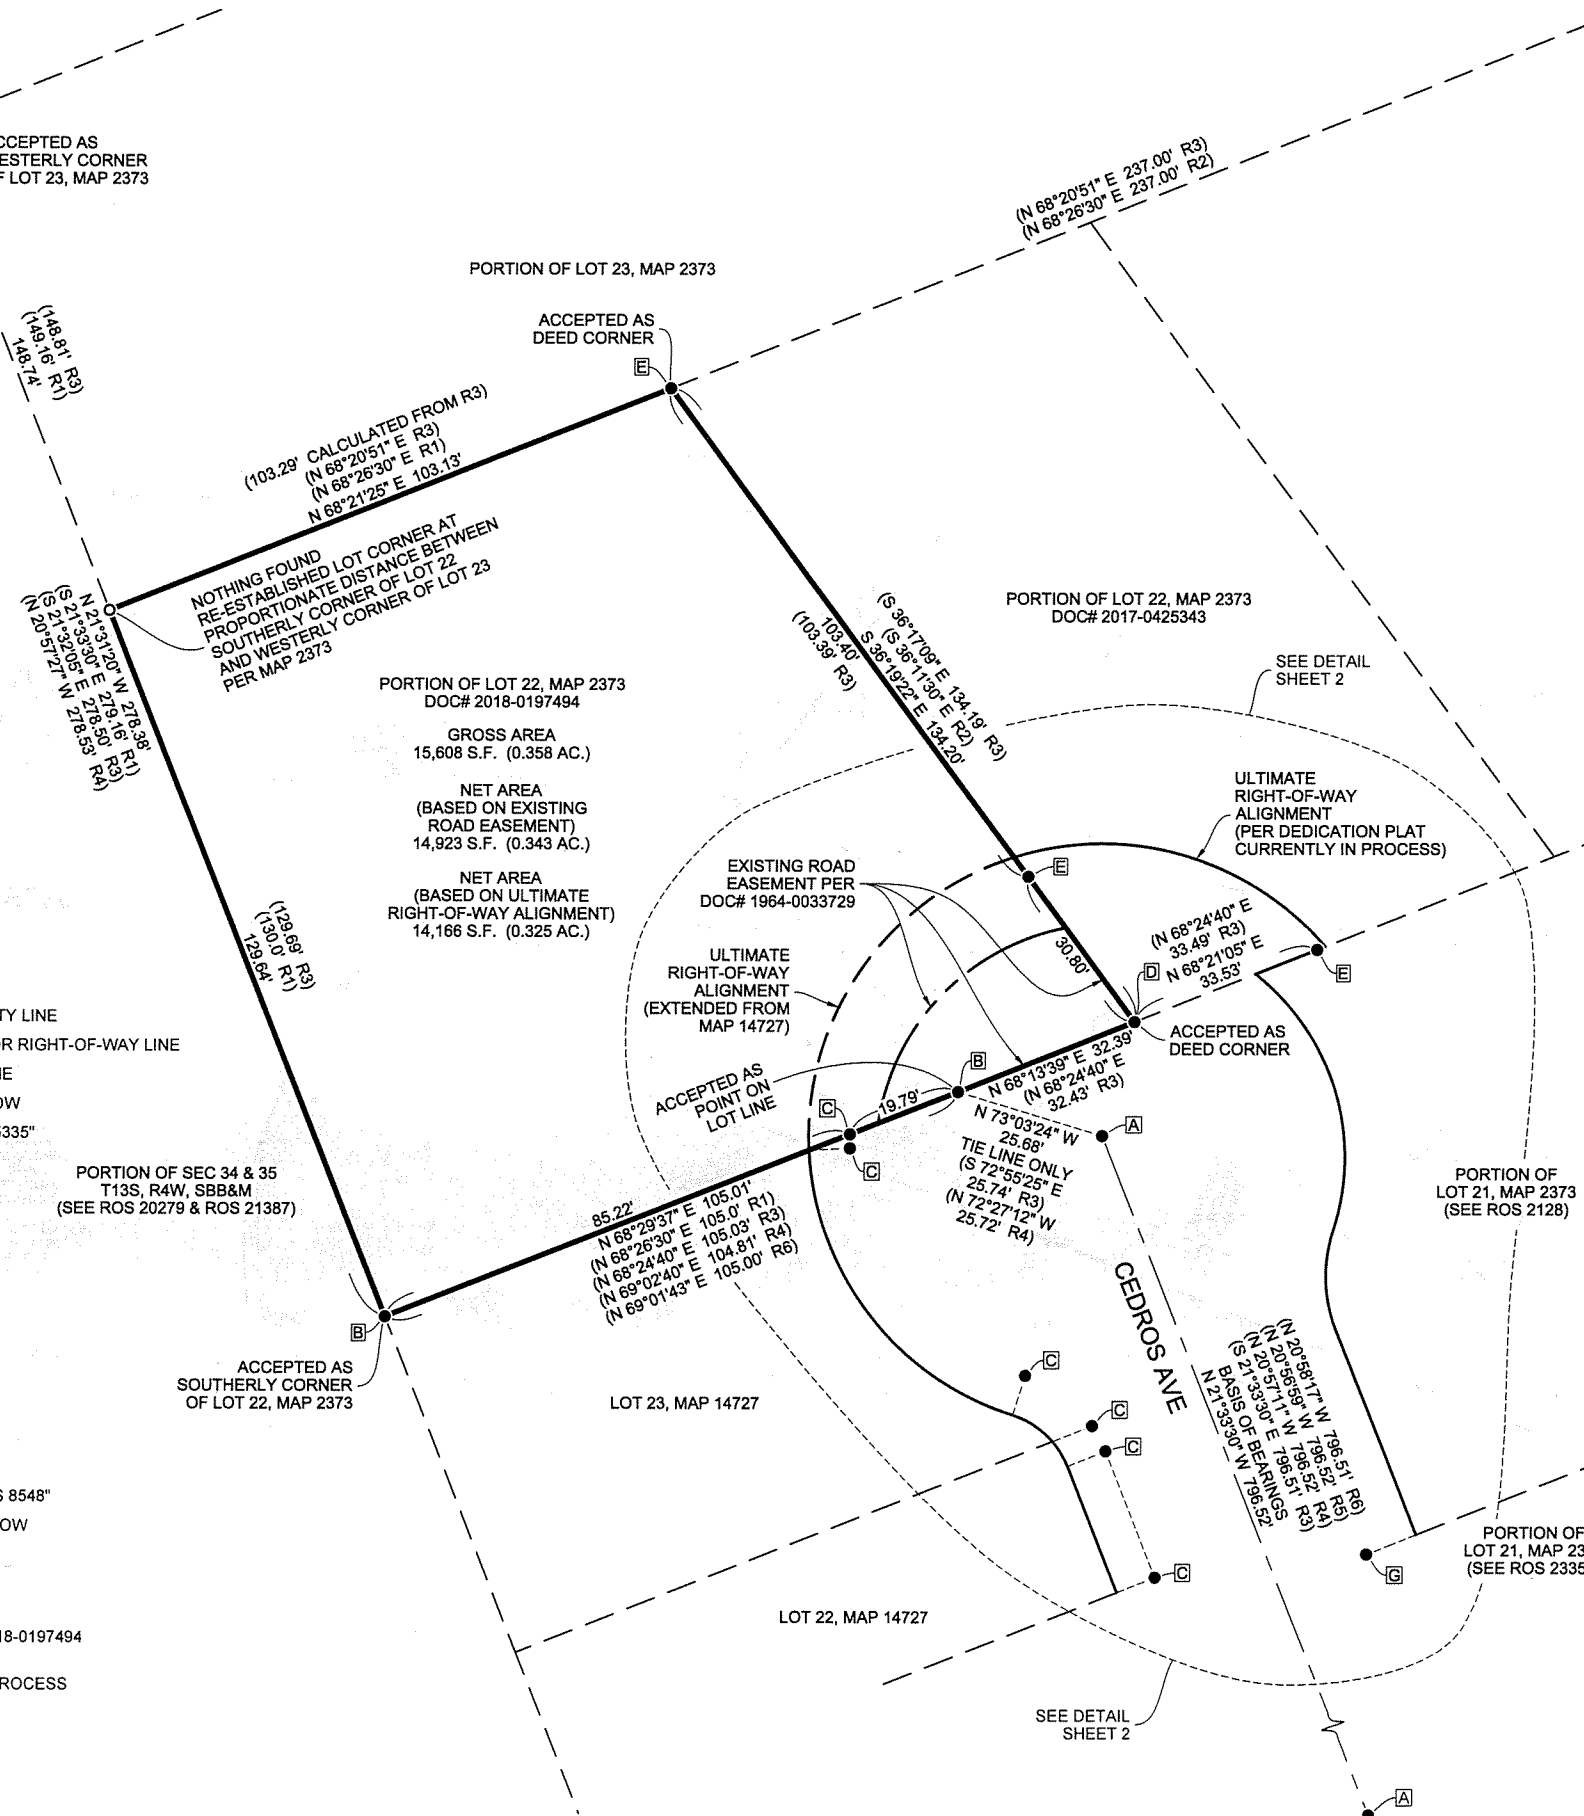 CCEPTED AS
ESTERLY CORNER
F LOT 23, MAP 2373
(N 68°20'51" E 237.00' R3)
(N 68°26'30" E 237.00' R2)
PORTION OF LOT 23, MAP 2373
ACCEPTED AS
DEED CORNER
E
(148.81' R3)
(149.16' R1)
148.74'
(103.29' CALCULATED FROM R3)
(N 68°20'51" E R3)
(N 68°26'30" E R1)
N 68°21'25" E 103.13'
NOTHING FOUND
RE-ESTABLISHED LOT CORNER AT
PROPORTIONATE DISTANCE BETWEEN
SOUTHERLY CORNER OF LOT 22
AND WESTERLY CORNER OF LOT 23
PER MAP 2373
N 21°31'20" W 278.38'
(S 21°33'30" E 279.16' R1)
(S 21°32'05" E 278.50' R3)
(N 20°57'27" W 278.53' R4)
PORTION OF LOT 22, MAP 2373
DOC# 2018-0197494
GROSS AREA
15,608 S.F. (0.358 AC.)
NET AREA
(BASED ON EXISTING
ROAD EASEMENT)
14,923 S.F. (0.343 AC.)
NET AREA
(BASED ON ULTIMATE
RIGHT-OF-WAY ALIGNMENT)
14,166 S.F. (0.325 AC.)
(S 36°17'09" E 134.19' R3)
(S 36°11'30" E R2)
S 36°19'22" E 134.20'
103.40'
(103.39' R3)
PORTION OF LOT 22, MAP 2373
DOC# 2017-0425343
SEE DETAIL
SHEET 2
ULTIMATE
RIGHT-OF-WAY
ALIGNMENT
(PER DEDICATION PLAT
CURRENTLY IN PROCESS)
EXISTING ROAD
EASEMENT PER
DOC# 1964-0033729
E
(129.69' R3)
(130.0' R1)
129.64'
ULTIMATE
RIGHT-OF-WAY
ALIGNMENT
(EXTENDED FROM
MAP 14727)
30.80'
(N 68°24'40" E
33.49' R3)
N 68°21'05" E
33.53'
D
E
ACCEPTED AS
DEED CORNER
TY LINE
R RIGHT-OF-WAY LINE
NE
OW
5335"
ACCEPTED AS
POINT ON
LOT LINE
B
N 68°13'39" E 32.39'
(N 68°24'40" E
32.43' R3)
C
19.79'
C
A
N 73°03'24" W
25.68'
TIE LINE ONLY
(S 72°55'25" E
25.74' R3)
(N 72°27'12" W
25.72' R4)
PORTION OF SEC 34 & 35
T13S, R4W, SBB&M
(SEE ROS 20279 & ROS 21387)
PORTION OF
LOT 21, MAP 2373
(SEE ROS 2128)
85.22'
N 68°29'37" E 105.01'
(N 68°26'30" E 105.0' R1)
(N 68°24'40" E 105.03' R3)
(N 69°02'40" E 104.81' R4)
(N 69°01'43" E 105.00' R6)
B
ACCEPTED AS
SOUTHERLY CORNER
OF LOT 22, MAP 2373
CEDROS AVE
(N 20°58'17" W 796.51' R6)
(N 20°56'59" W 796.52' R5)
(N 20°57'11" W 796.52' R4)
(S 21°33'30" E 796.51' R3)
BASIS OF BEARINGS
N 21°33'30" W 796.52'
C
LOT 23, MAP 14727
C
C
S 8548"
OW
PORTION OF
LOT 21, MAP 23
(SEE ROS 2335
G
C
LOT 22, MAP 14727
18-0197494
ROCESS
SEE DETAIL
SHEET 2
A